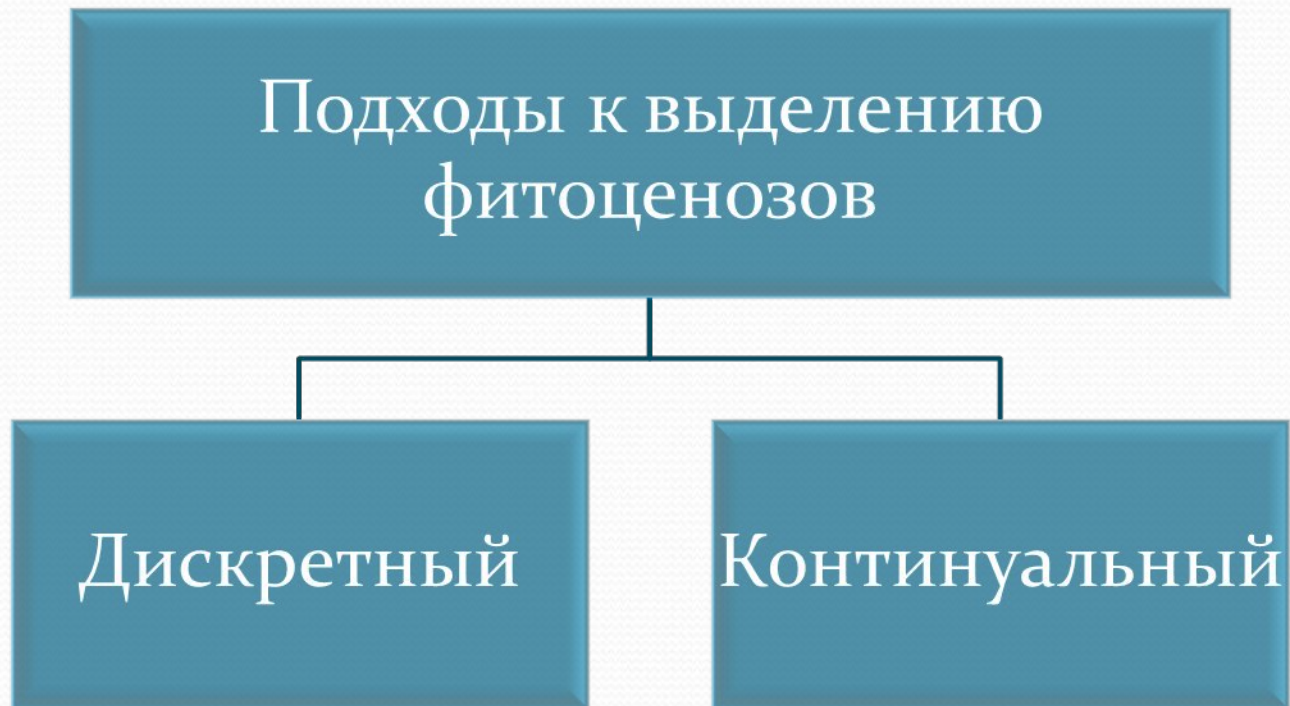 Подходы к выделению
фитоценозов
Дискретный
Континуальный